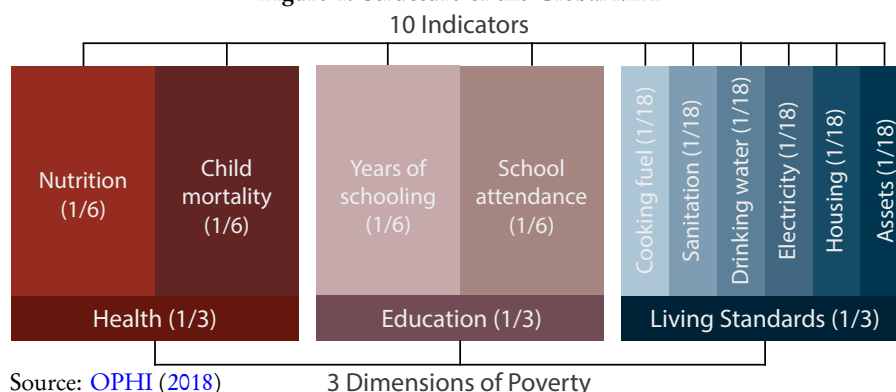 10 Indicators
Nutrition
(1/6)
Child
mortality
(1/6)
Years of
schooling
(1/6)
School
attendance
(1/6)
Cooking fuel (1/18)
Sanitation (1/18)
Drinking water (1/18)
Electricity (1/18)
Housing (1/18)
Assets (1/18)
Health (1/3)
Education (1/3)
Living Standards (1/3)
Source: OPHI (2018)
3 Dimensions of Poverty